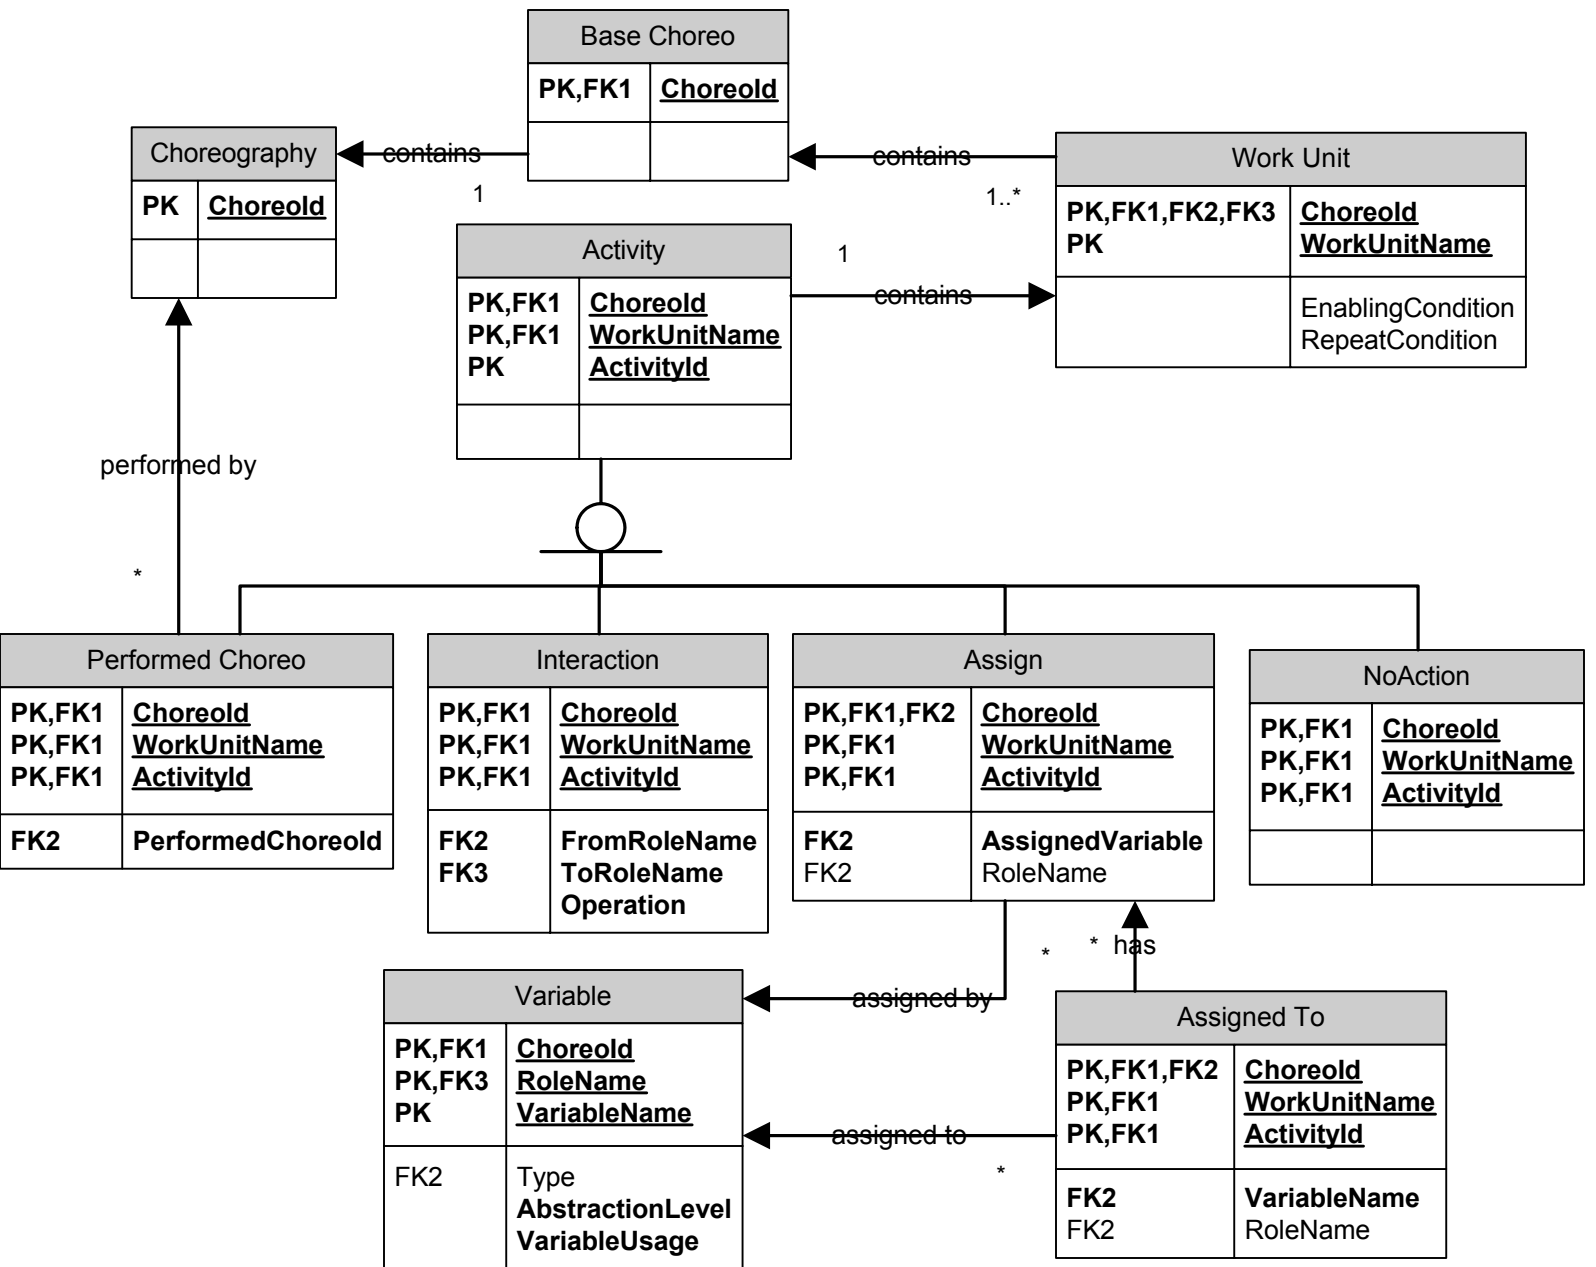 Base Choreo
PK,FK1 ChoreoId
Choreography
PK ChoreoId
contains
1
contains
1..*
Work Unit
PK,FK1,FK2,FK3 ChoreoId
PK WorkUnitName
EnablingCondition
RepeatCondition
Activity
PK,FK1 ChoreoId
PK,FK1 WorkUnitName
PK ActivityId
1
contains
performed by
*
Performed Choreo
PK,FK1 ChoreoId
PK,FK1 WorkUnitName
PK,FK1 ActivityId
FK2 PerformedChoreoId
Interaction
PK,FK1 ChoreoId
PK,FK1 WorkUnitName
PK,FK1 ActivityId
FK2 FromRoleName
FK3 ToRoleName
Operation
Assign
PK,FK1,FK2 ChoreoId
PK,FK1 WorkUnitName
PK,FK1 ActivityId
FK2 AssignedVariable
FK2 RoleName
NoAction
PK,FK1 ChoreoId
PK,FK1 WorkUnitName
PK,FK1 ActivityId
*
* has
assigned by
Variable
PK,FK1 ChoreoId
PK,FK3 RoleName
PK VariableName
FK2 Type
AbstractionLevel
VariableUsage
assigned to
*
Assigned To
PK,FK1,FK2 ChoreoId
PK,FK1 WorkUnitName
PK,FK1 ActivityId
FK2 VariableName
FK2 RoleName